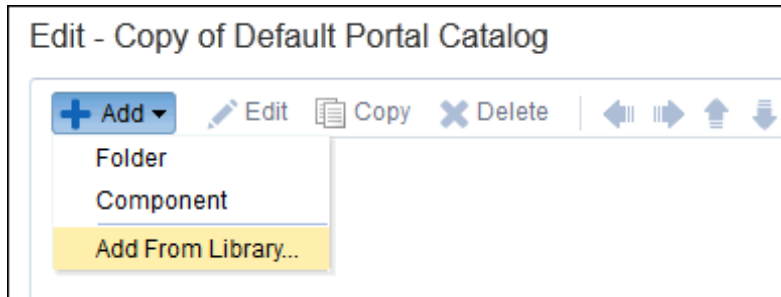 Edit - Copy of Default Portal Catalog
Add Edit Copy Delete
Folder
Component
Add From Library...